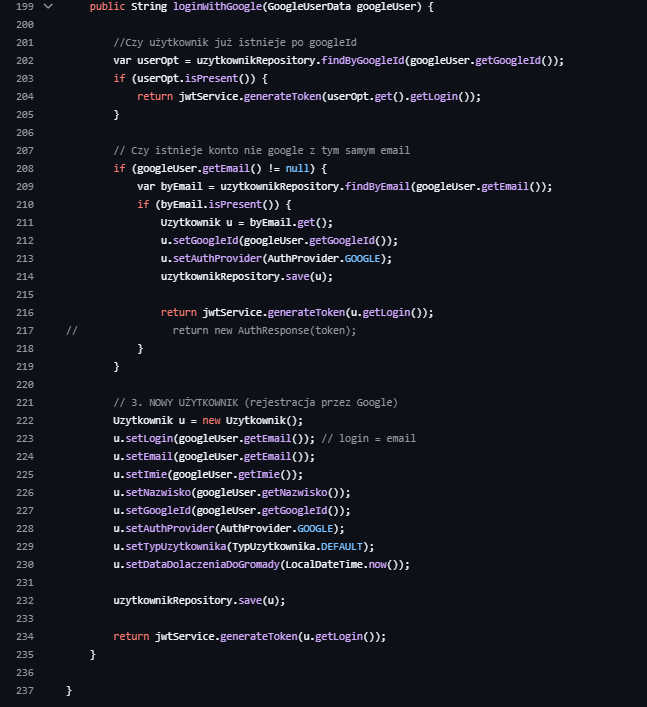 199 public String loginWithGoogle(GoogleUserData googleUser) {
200
201 //Czy użytkownik już istnieje po googleId
202 var userOpt = uzytkownikRepository.findByGoogleId(googleUser.getGoogleId());
203 if (userOpt.isPresent()) {
204 return jwtService.generateToken(userOpt.get().getLogin());
205 }
206
207 // Czy istnieje konto nie google z tym samym email
208 if (googleUser.getEmail() != null) {
209 var byEmail = uzytkownikRepository.findByEmail(googleUser.getEmail());
210 if (byEmail.isPresent()) {
211 Uzytkownik u = byEmail.get();
212 u.setGoogleId(googleUser.getGoogleId());
213 u.setAuthProvider(AuthProvider.GOOGLE);
214 uzytkownikRepository.save(u);
215
216 return jwtService.generateToken(u.getLogin());
217 // return new AuthResponse(token);
218 }
219 }
220
221 // 3. NOWY UŻYTKOWNIK (rejestracja przez Google)
222 Uzytkownik u = new Uzytkownik();
223 u.setLogin(googleUser.getEmail()); // login = email
224 u.setEmail(googleUser.getEmail());
225 u.setImie(googleUser.getImie());
226 u.setNazwisko(googleUser.getNazwisko());
227 u.setGoogleId(googleUser.getGoogleId());
228 u.setAuthProvider(AuthProvider.GOOGLE);
229 u.setTypUzytkownika(TypUzytkownika.DEFAULT);
230 u.setDataDolaczeniaDoGromady(LocalDateTime.now());
231
232 uzytkownikRepository.save(u);
233
234 return jwtService.generateToken(u.getLogin());
235 }
236
237 }